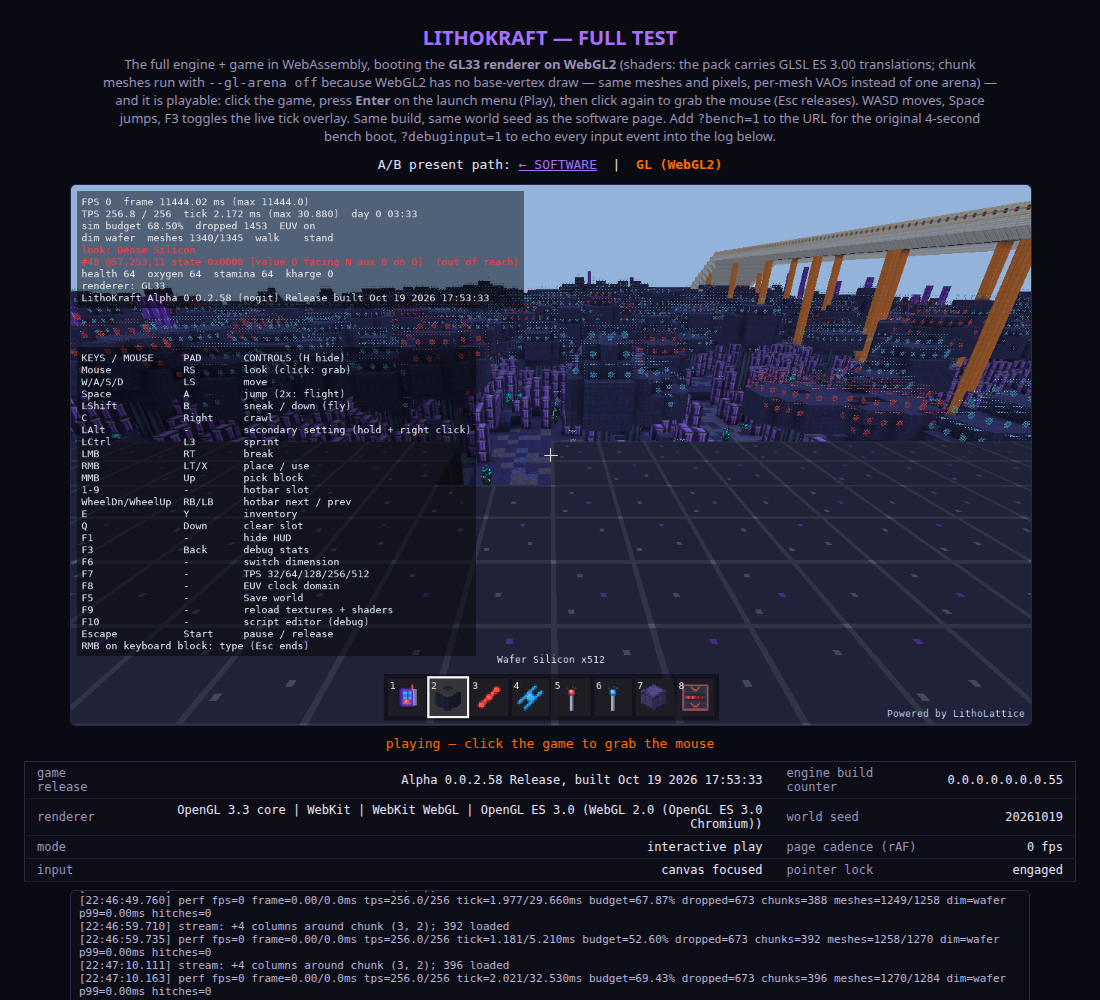 LITHOKRAFT — FULL TEST
The full engine + game in WebAssembly, booting the GL33 renderer on WebGL2 (shaders: the pack carries GLSL ES 3.00 translations; chunk
meshes run with --gl-arena off because WebGL2 has no base-vertex draw — same meshes and pixels, per-mesh VAOs instead of one arena) —
and it is playable: click the game, press Enter on the launch menu (Play), then click again to grab the mouse (Esc releases). WASD moves, Space
jumps, F3 toggles the live tick overlay. Same build, same world seed as the software page. Add ?bench=1 to the URL for the original 4-second
bench boot, ?debuginput=1 to echo every input event into the log below.
A/B present path: ← SOFTWARE | GL (WebGL2)
FPS 0 frame 11444.02 ms (max 11444.0)
TPS 256.8 / 256 tick 2.172 ms (max 30.880) day 0 03:33
sim budget 68.50% dropped 1453 EUV on
dim wafer meshes 1340/1345 walk stand
look: Dense Silicon
#40 @57,253,11 state 0x0000 [value 0 facing N aux 0 on 0] (out of reach)
health 64 oxygen 64 stamina 64 kharge 0
renderer: GL33
LithoKraft Alpha 0.0.2.58 (nogit) Release built Oct 19 2026 17:53:33
KEYS / MOUSE PAD CONTROLS (H hide)
Mouse RS look (click: grab)
W/A/S/D LS move
Space A jump (2x: flight)
LShift B sneak / down (fly)
C Right crawl
LAlt - secondary setting (hold + right click)
LCtrl L3 sprint
LMB RT break
RMB LT/X place / use
MMB Up pick block
1-9 - hotbar slot
WheelDn/WheelUp RB/LB hotbar next / prev
E Y inventory
Q Down clear slot
F1 - hide HUD
F3 Back debug stats
F6 - switch dimension
F7 - TPS 32/64/128/256/512
F8 - EUV clock domain
F5 - Save world
F9 - reload textures + shaders
F10 - script editor (debug)
Escape Start pause / release
RMB on keyboard block: type (Esc ends)
Wafer Silicon x512
1 2 3 4 5 6 7 8
Powered by LithoLattice
playing — click the game to grab the mouse
game release Alpha 0.0.2.58 Release, built Oct 19 2026 17:53:33 engine build counter 0.0.0.0.0.0.0.55
renderer OpenGL 3.3 core | WebKit | WebKit WebGL | OpenGL ES 3.0 (WebGL 2.0 (OpenGL ES 3.0 Chromium)) world seed 20261019
mode interactive play page cadence (rAF) 0 fps
input canvas focused pointer lock engaged
[22:46:49.760] perf fps=0 frame=0.00/0.0ms tps=256.0/256 tick=1.977/29.660ms budget=67.87% dropped=673 chunks=388 meshes=1249/1258 dim=wafer
p99=0.00ms hitches=0
[22:46:59.710] stream: +4 columns around chunk (3, 2); 392 loaded
[22:46:59.735] perf fps=0 frame=0.00/0.0ms tps=256.0/256 tick=1.181/5.210ms budget=52.60% dropped=673 chunks=392 meshes=1258/1270 dim=wafer
p99=0.00ms hitches=0
[22:47:10.111] stream: +4 columns around chunk (3, 2); 396 loaded
[22:47:10.163] perf fps=0 frame=0.00/0.0ms tps=256.0/256 tick=2.021/32.530ms budget=69.43% dropped=673 chunks=396 meshes=1270/1284 dim=wafer
p99=0.00ms hitches=0